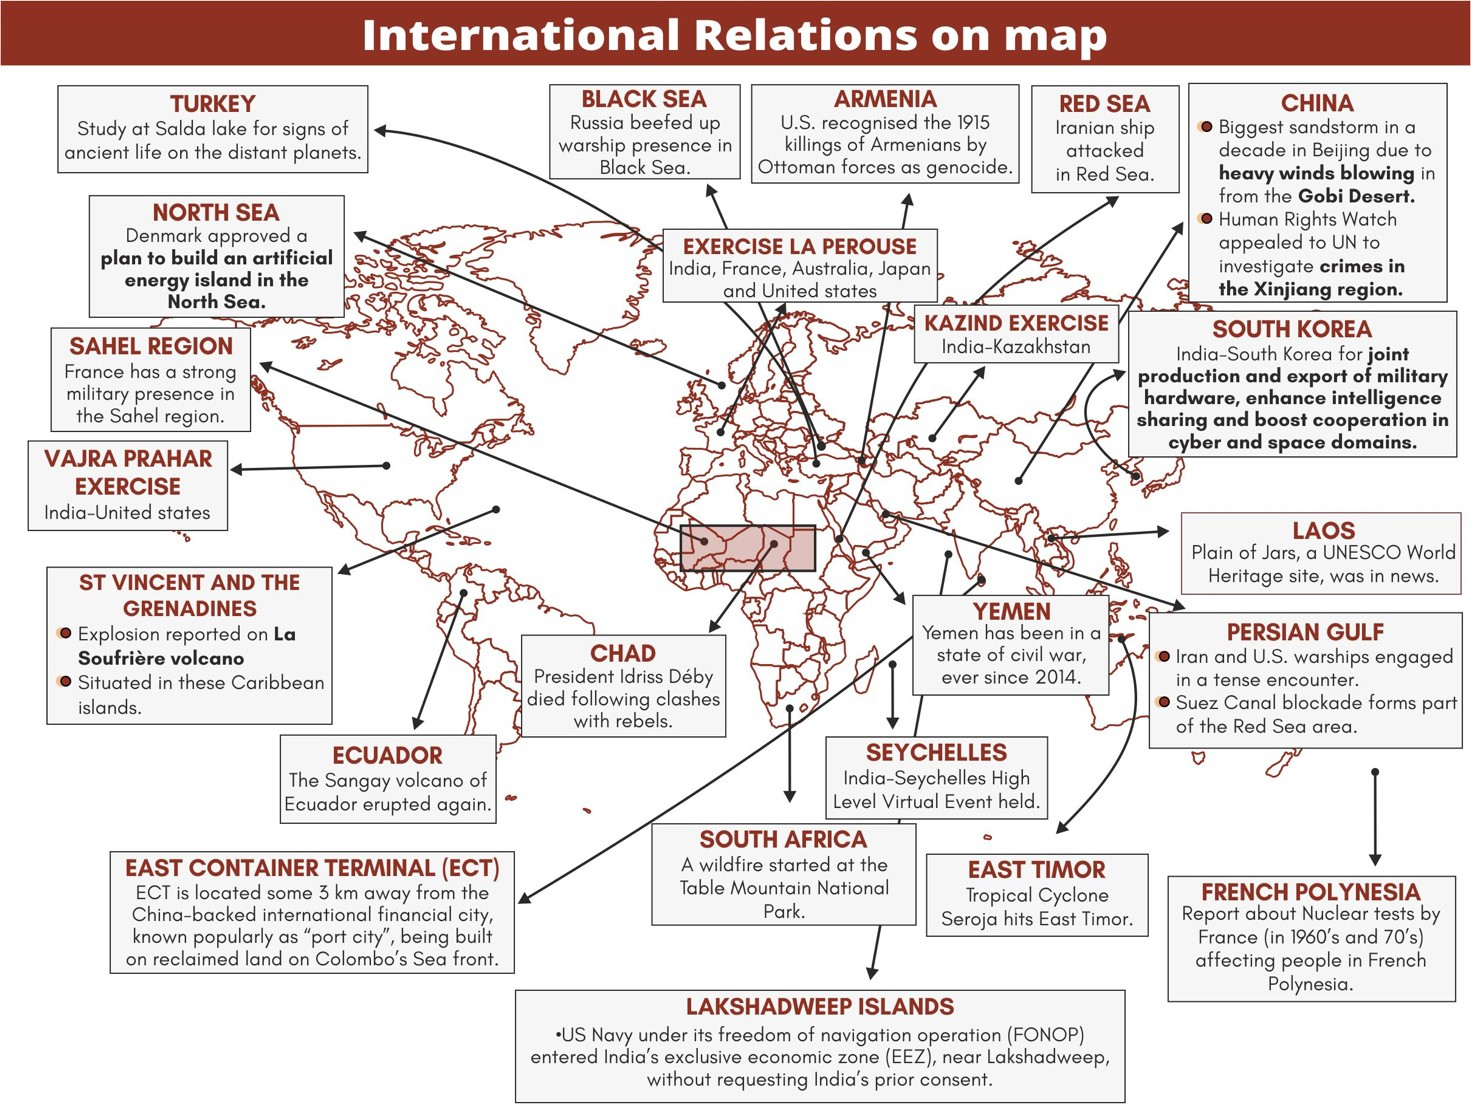 International Relations on map
TURKEY
Study at Salda lake for signs of
ancient life on the distant planets.
BLACK SEA
Russia beefed up
warship presence in
Black Sea.
ARMENIA
U.S. recognised the 1915
killings of Armenians by
Ottoman forces as genocide.
RED SEA
Iranian ship
attacked
in Red Sea.
CHINA
Biggest sandstorm in a
decade in Beijing due to
heavy winds blowing in
from the Gobi Desert.
Human Rights Watch
appealed to UN to
investigate crimes in
the Xinjiang region.
NORTH SEA
Denmark approved a
plan to build an artificial
energy island in the
North Sea.
EXERCISE LA PEROUSE
India, France, Australia, Japan
and United states
KAZIND EXERCISE
India-Kazakhstan
SOUTH KOREA
India-South Korea for joint
production and export of military
hardware, enhance intelligence
sharing and boost cooperation in
cyber and space domains.
SAHEL REGION
France has a strong
military presence in
the Sahel region.
VAJRA PRAHAR
EXERCISE
India-United states
LAOS
Plain of Jars, a UNESCO World
Heritage site, was in news.
ST VINCENT AND THE
GRENADINES
Explosion reported on La
Soufrière volcano
Situated in these Caribbean
islands.
YEMEN
Yemen has been in a
state of civil war,
ever since 2014.
PERSIAN GULF
Iran and U.S. warships engaged
in a tense encounter.
Suez Canal blockade forms part
of the Red Sea area.
CHAD
President Idriss Déby
died following clashes
with rebels.
ECUADOR
The Sangay volcano of
Ecuador erupted again.
SEYCHELLES
India-Seychelles High
Level Virtual Event held.
SOUTH AFRICA
A wildfire started at the
Table Mountain National
Park.
EAST TIMOR
Tropical Cyclone
Seroja hits East Timor.
EAST CONTAINER TERMINAL (ECT)
ECT is located some 3 km away from the
China-backed international financial city,
known popularly as “port city”, being built
on reclaimed land on Colombo’s Sea front.
FRENCH POLYNESIA
Report about Nuclear tests by
France (in 1960’s and 70’s)
affecting people in French
Polynesia.
LAKSHADWEEP ISLANDS
•US Navy under its freedom of navigation operation (FONOP)
entered India’s exclusive economic zone (EEZ), near Lakshadweep,
without requesting India’s prior consent.